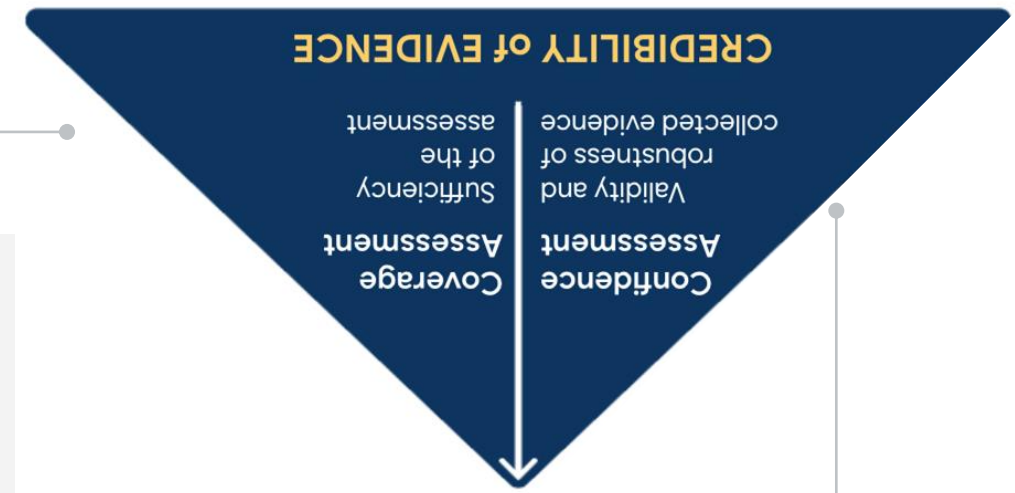 Confidence
Assessment
Validity and
robustness of
collected evidence
Coverage
Assessment
Sufficiency
of the
assessment
CREDIBILITY of EVIDENCE